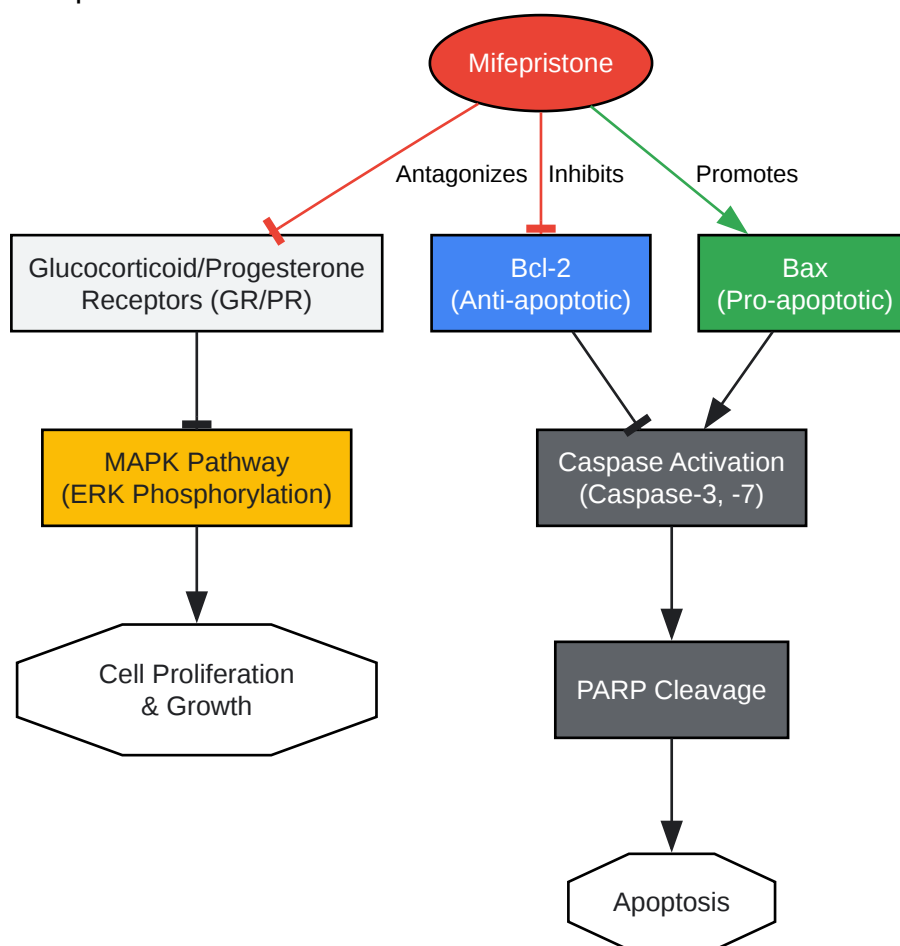 Mifepristone
Antagonizes
Inhibits
Promotes
Glucocorticoid/Progesterone
Receptors (GR/PR)
Bcl-2
(Anti-apoptotic)
Bax
(Pro-apoptotic)
MAPK Pathway
(ERK Phosphorylation)
Caspase Activation
(Caspase-3, -7)
Cell Proliferation
& Growth
PARP Cleavage
Apoptosis